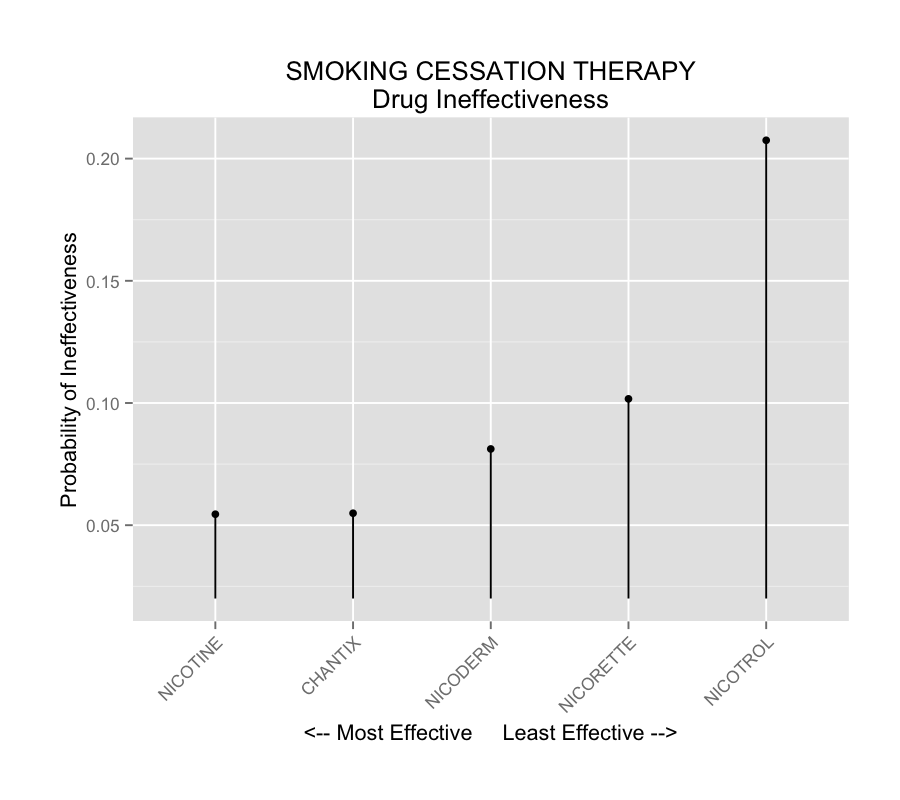 SMOKING CESSATION THERAPY
Drug Ineffectiveness
Probability of Ineffectiveness
0.20
0.15
0.10
0.05
NICOTINE
CHANTIX
NICODERM
NICORETTE
NICOTROL
<-- Most Effective Least Effective -->